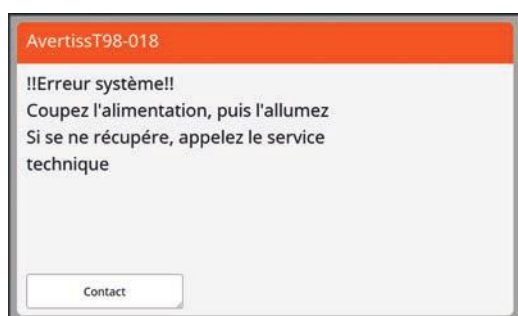 AvertissT98-018
!!Erreur système!!
Coupez l'alimentation, puis l'allumez
Si se ne récupére, appelez le service
technique
Contact